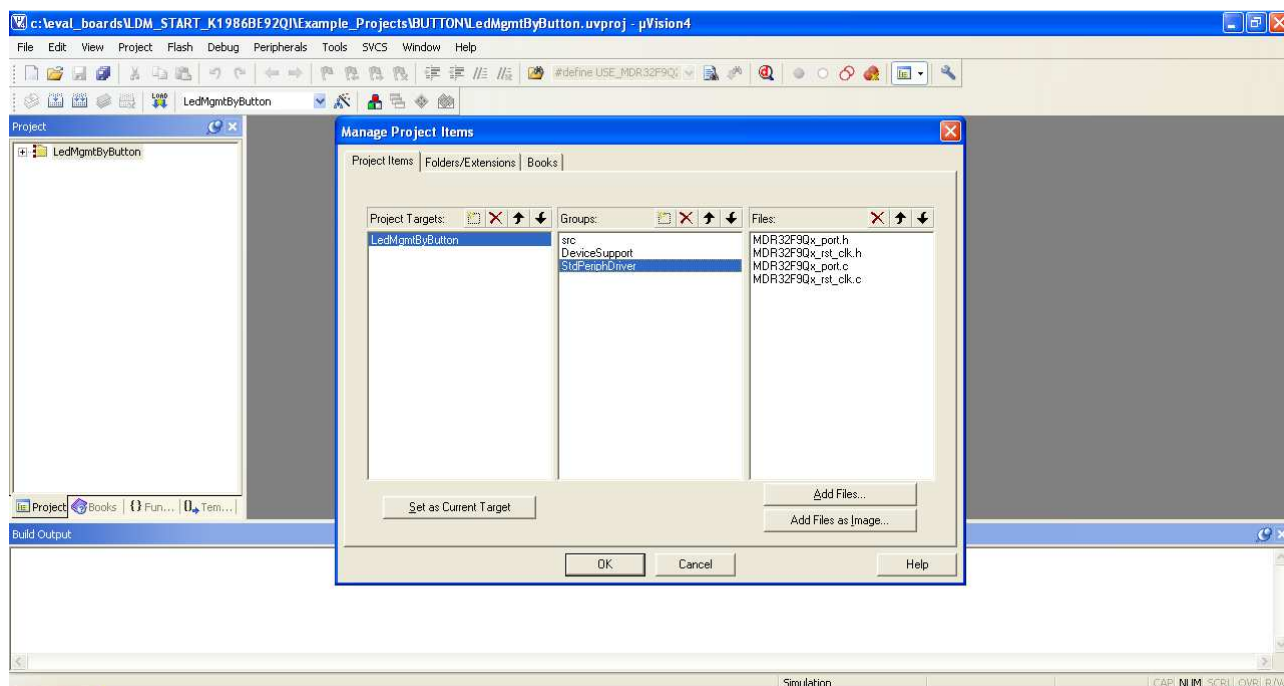 c:\eval_boards\LDM_START_K1986BE92QI\Example_Projects\BUTTON\LedMgmtByButton.uvproj - µVision4
File Edit View Project Flash Debug Peripherals Tools SVCS Window Help
#define USE_MDR32F9Q
LOAD LedMgmtByButton
Project
LedMgmtByButton
Manage Project Items
Project Items Folders/Extensions Books
Project Targets: Groups: Files:
LedMgmtByButton src MDR32F9Qx_port.h
DeviceSupport MDR32F9Qx_rst_clk.h
StdPeriphDriver MDR32F9Qx_port.c
MDR32F9Qx_rst_clk.c
Set as Current Target
Add Files...
Add Files as Image...
OK Cancel Help
Project Books {} Fun... 0 Tem...
Build Output
Simulation CAP NUM SCRL OVR R/W